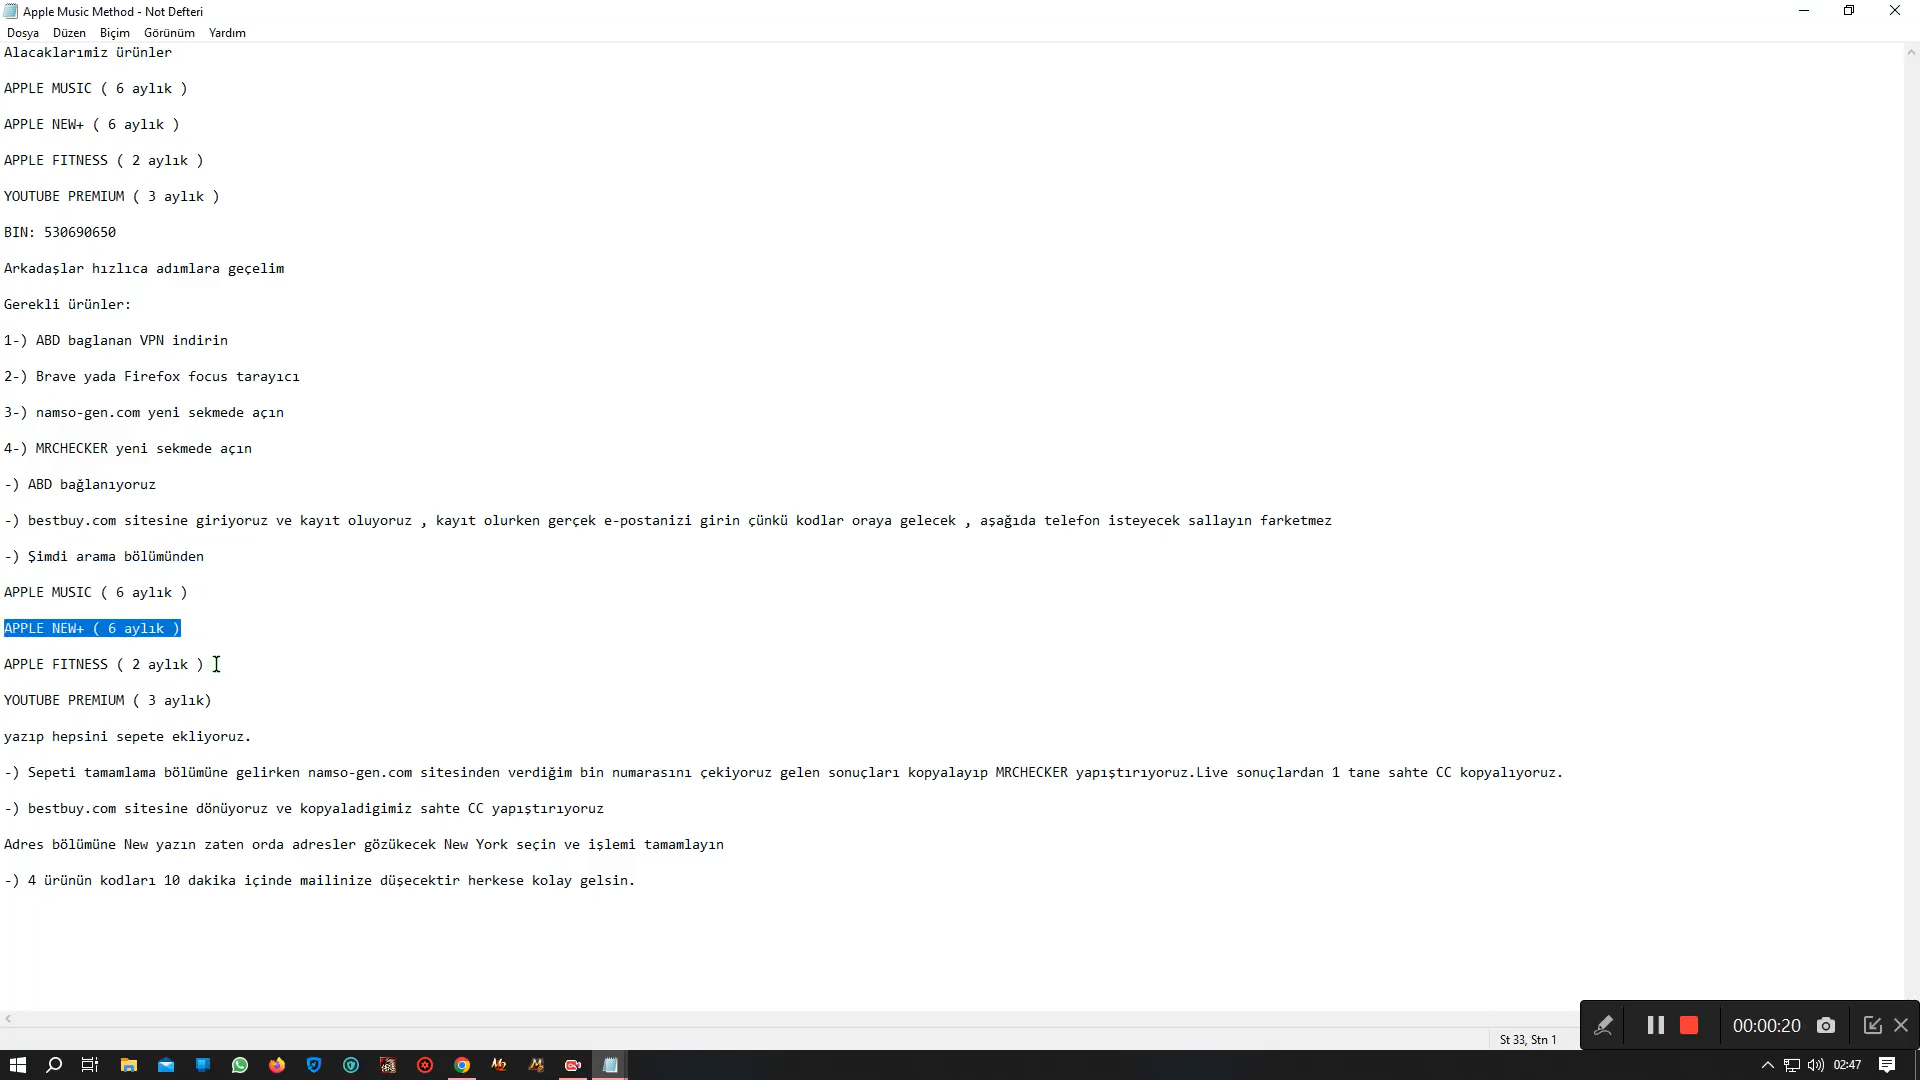 Apple Music Method - Not Defteri
Dosya Düzen Biçim Görünüm Yardım
Alacaklarımiz ürünler
APPLE MUSIC ( 6 aylık )
APPLE NEW+ ( 6 aylık )
APPLE FITNESS ( 2 aylık )
YOUTUBE PREMIUM ( 3 aylık )
BIN: 530690650
Arkadaşlar hızlıca adımlara geçelim
Gerekli ürünler:
1-) ABD baglanan VPN indirin
2-) Brave yada Firefox focus tarayıcı
3-) namso-gen.com yeni sekmede açın
4-) MRCHECKER yeni sekmede açın
-) ABD bağlanıyoruz
-) bestbuy.com sitesine giriyoruz ve kayıt oluyoruz , kayıt olurken gerçek e-postanizi girin çünkü kodlar oraya gelecek , aşağıda telefon isteyecek sallayın farketmez
-) Şimdi arama bölümünden
APPLE MUSIC ( 6 aylık )
APPLE NEW+ ( 6 aylık )
APPLE FITNESS ( 2 aylık )
YOUTUBE PREMIUM ( 3 aylık)
yazıp hepsini sepete ekliyoruz.
-) Sepeti tamamlama bölümüne gelirken namso-gen.com sitesinden verdiğim bin numarasını çekiyoruz gelen sonuçları kopyalayıp MRCHECKER yapıştırıyoruz.Live sonuçlardan 1 tane sahte CC kopyalıyoruz.
-) bestbuy.com sitesine dönüyoruz ve kopyaladigimiz sahte CC yapıştırıyoruz
Adres bölümüne New yazın zaten orda adresler gözükecek New York seçin ve işlemi tamamlayın
-) 4 ürünün kodları 10 dakika içinde mailinize düşecektir herkese kolay gelsin.
St 33, Stn 1
00:00:20
02:47